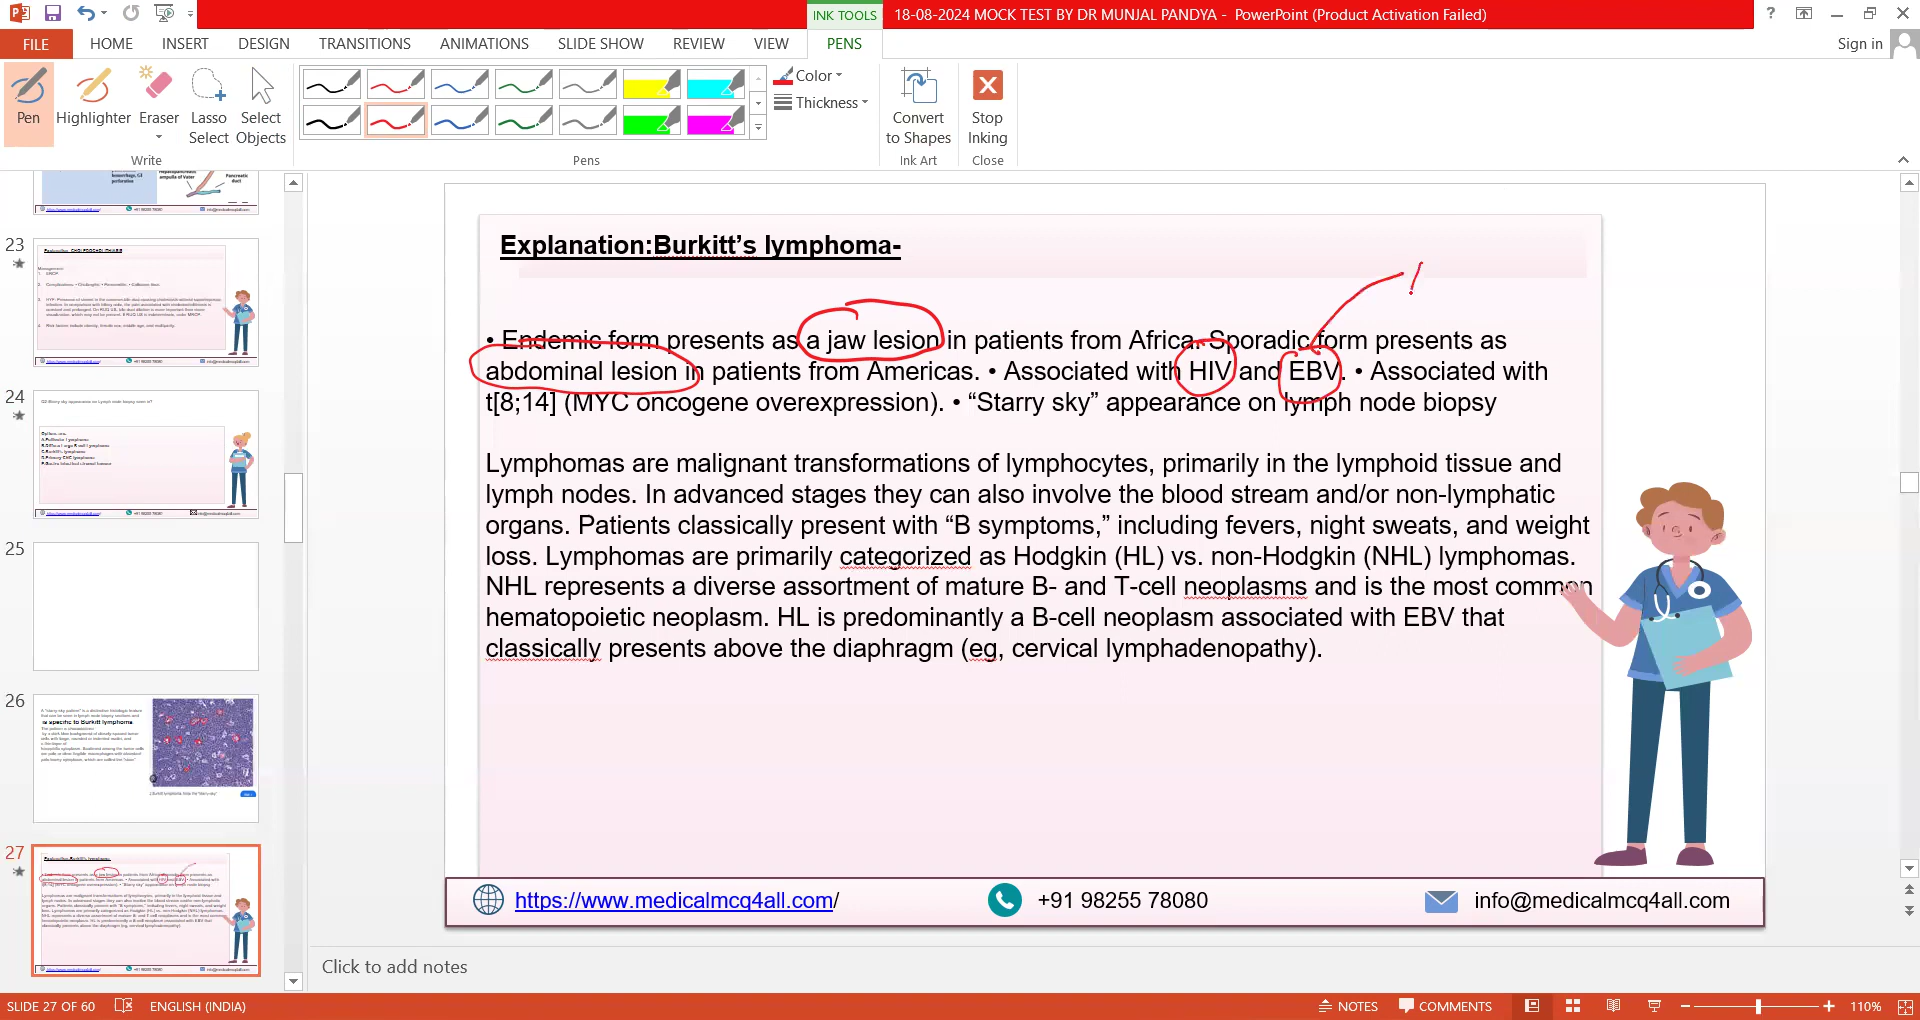 INK TOOLS
18-08-2024 MOCK TEST BY DR MUNJAL PANDYA - PowerPoint (Product Activation Failed)
FILE HOME INSERT DESIGN TRANSITIONS ANIMATIONS SLIDE SHOW REVIEW VIEW PENS
Sign in
Pen
Highlighter
Eraser
Lasso Select
Select Objects
Write
Pens
Color
Thickness
Convert to Shapes
Ink Art
Stop Inking
Close
23
24
25
26
is specific to Burkitt lymphoma
27
Explanation:Burkitt’s lymphoma-
• Endemic form presents as a jaw lesion in patients from Africa. Sporadic form presents as
abdominal lesion in patients from Americas. • Associated with HIV and EBV. • Associated with
t[8;14] (MYC oncogene overexpression). • “Starry sky” appearance on lymph node biopsy
Lymphomas are malignant transformations of lymphocytes, primarily in the lymphoid tissue and
lymph nodes. In advanced stages they can also involve the blood stream and/or non-lymphatic
organs. Patients classically present with “B symptoms,” including fevers, night sweats, and weight
loss. Lymphomas are primarily categorized as Hodgkin (HL) vs. non-Hodgkin (NHL) lymphomas.
NHL represents a diverse assortment of mature B- and T-cell neoplasms and is the most common
hematopoietic neoplasm. HL is predominantly a B-cell neoplasm associated with EBV that
classically presents above the diaphragm (eg, cervical lymphadenopathy).
https://www.medicalmcq4all.com/
+91 98255 78080
info@medicalmcq4all.com
Click to add notes
SLIDE 27 OF 60
ENGLISH (INDIA)
NOTES
COMMENTS
110%